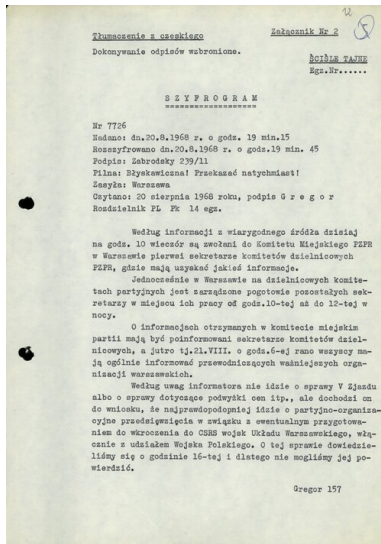 12
5
Tłumaczenie z czeskiego
Załącznik Nr 2
Dokonywanie odpisów wzbronione.
ŚCIŚLE TAJNE
Egz.Nr......
S Z Y F R O G R A M
Nr 7726
Nadano: dn.20.8.1968 r. o godz. 19 min.15
Rozszyfrowano dn.20.8.1968 r. o godz.19 min. 45
Podpis: Zabrodsky 239/11
Pilna: Błyskawiczna! Przekazać natychmiast!
Zasyła: Warszawa
Czytano: 20 sierpnia 1968 roku, podpis G r e g o r
Rozdzielnik PL Pk 14 egz.
Według informacji z wiarygodnego źródła dzisiaj
na godz. 10 wieczór są zwołani do Komitetu Miejskiego PZPR
w Warszawie pierwsi sekretarze komitetów dzielnicowych
PZPR, gdzie mają uzyskać jakieś informacje.
Jednocześnie w Warszawie na dzielnicowych komite-
tach partyjnych jest zarządzone pogotowie pozostałych sekre-
tarzy w miejscu ich pracy od godz.10-tej aż do 12-tej w
nocy.
O informacjach otrzymanych w komitecie miejskim
partii mają być poinformowani sekretarze komitetów dziel-
nicowych, a jutro tj.21.VIII. o godz.6-ej rano wszyscy ma-
ją ogólnie informować przewodniczących ważniejszych orga-
nizacji warszawskich.
Według uwag informatora nie idzie o sprawy V Zjazdu
albo o sprawy dotyczące podwyżki cen itp., ale dochodzi on
do wniosku, że najprawdopodopniej idzie o partyjno-organiza-
cyjne przedsięwzięcia w związku z ewentualnym przygotowa-
niem do wkroczenia do CSRS wojsk Układu Warszawskiego, włą-
cznie z udziałem Wojska Polskiego. O tej sprawie dowiedzie-
liśmy się o godzinie 16-tej i dlatego nie mogliśmy jej po-
twierdzić.
Gregor 157